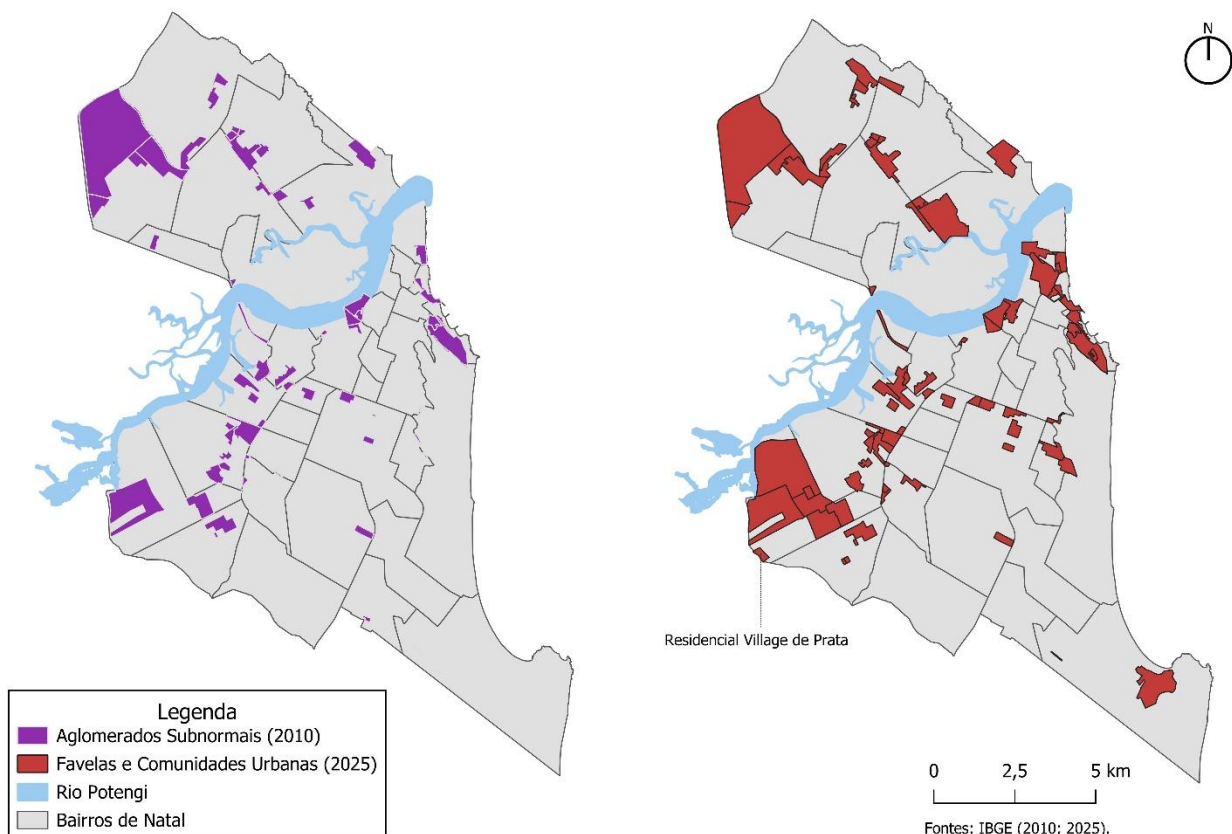 N
Residencial Village de Prata
Legenda
Aglomerados Subnormais (2010)
Favelas e Comunidades Urbanas (2025)
Rio Potengi
Bairros de Natal
0 2,5 5 km
Fontes: IBGE (2010; 2025).